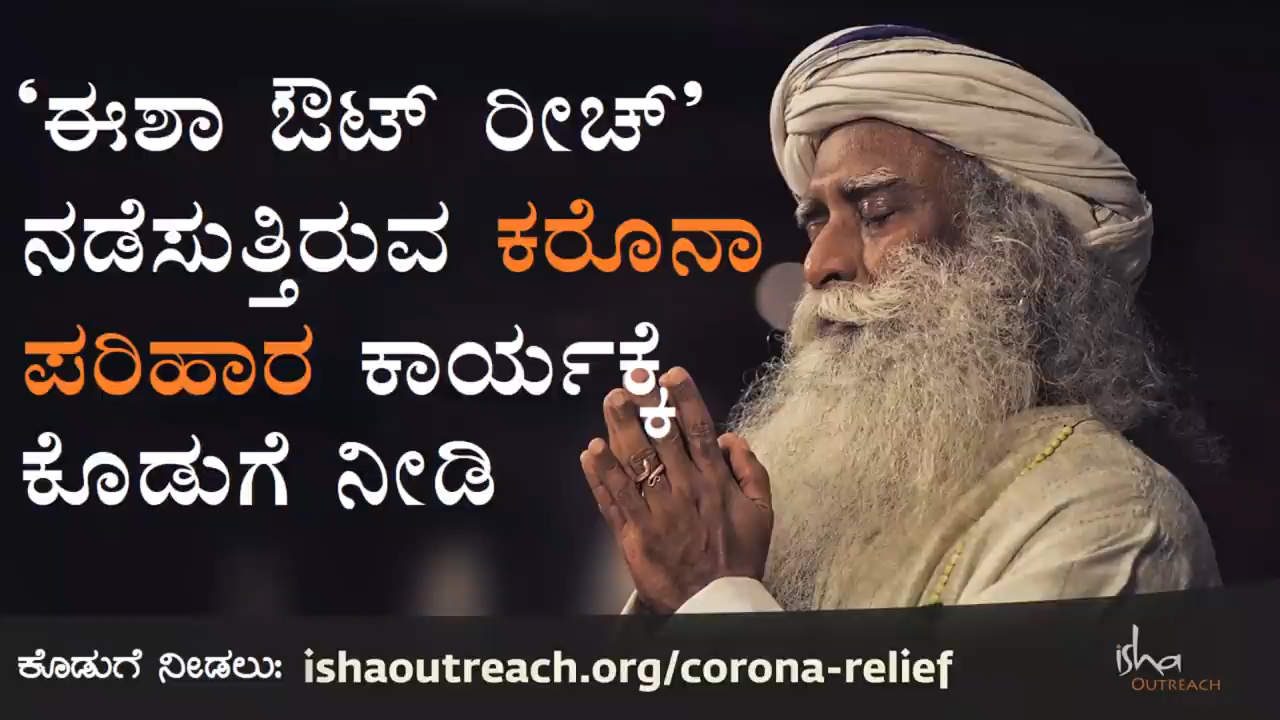 ‘ಈಶಾ ಔಟ್ ರೀಚ್’
ನಡೆಸುತ್ತಿರುವ ಕರೊನಾ
ಪರಿಹಾರ ಕಾರ್ಯಕ್ಕೆ
ಕೊಡುಗೆ ನೀಡಿ
ಕೊಡುಗೆ ನೀಡಲು: ishaoutreach.org/corona-relief
isha
OUTREACH